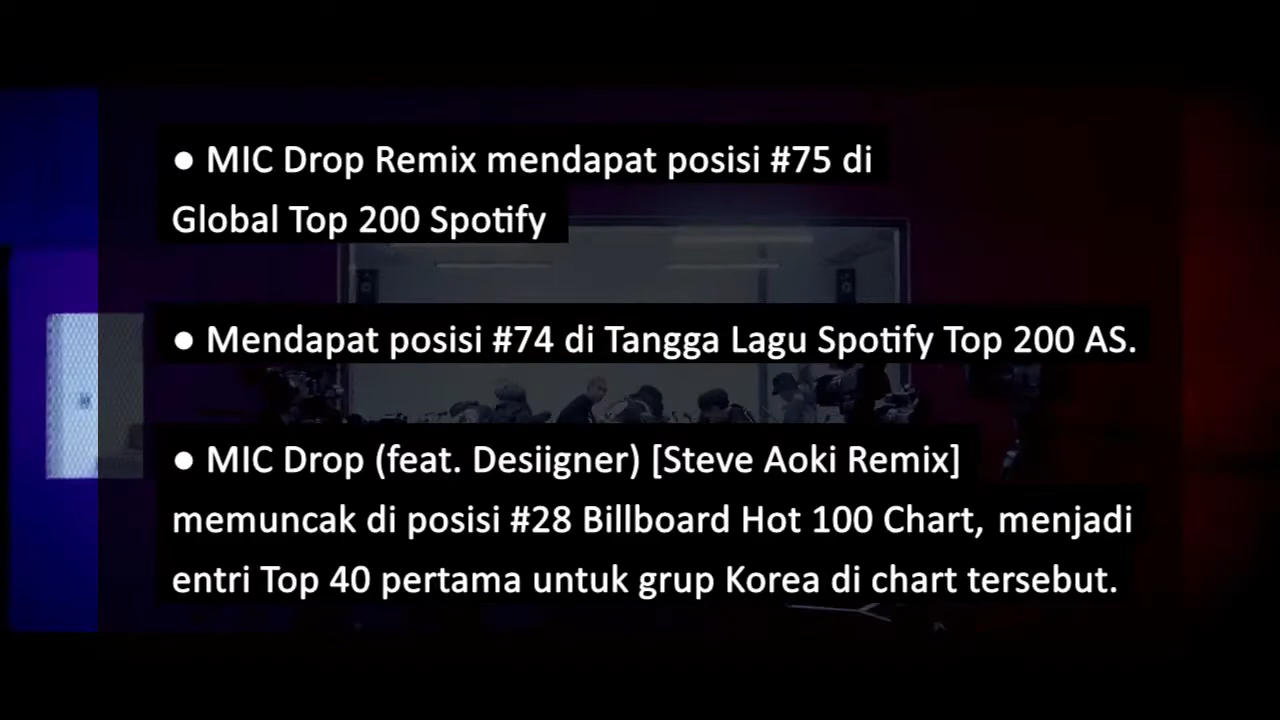 ● MIC Drop Remix mendapat posisi #75 di
Global Top 200 Spotify
● Mendapat posisi #74 di Tangga Lagu Spotify Top 200 AS.
● MIC Drop (feat. Desiigner) [Steve Aoki Remix]
memuncak di posisi #28 Billboard Hot 100 Chart, menjadi
entri Top 40 pertama untuk grup Korea di chart tersebut.